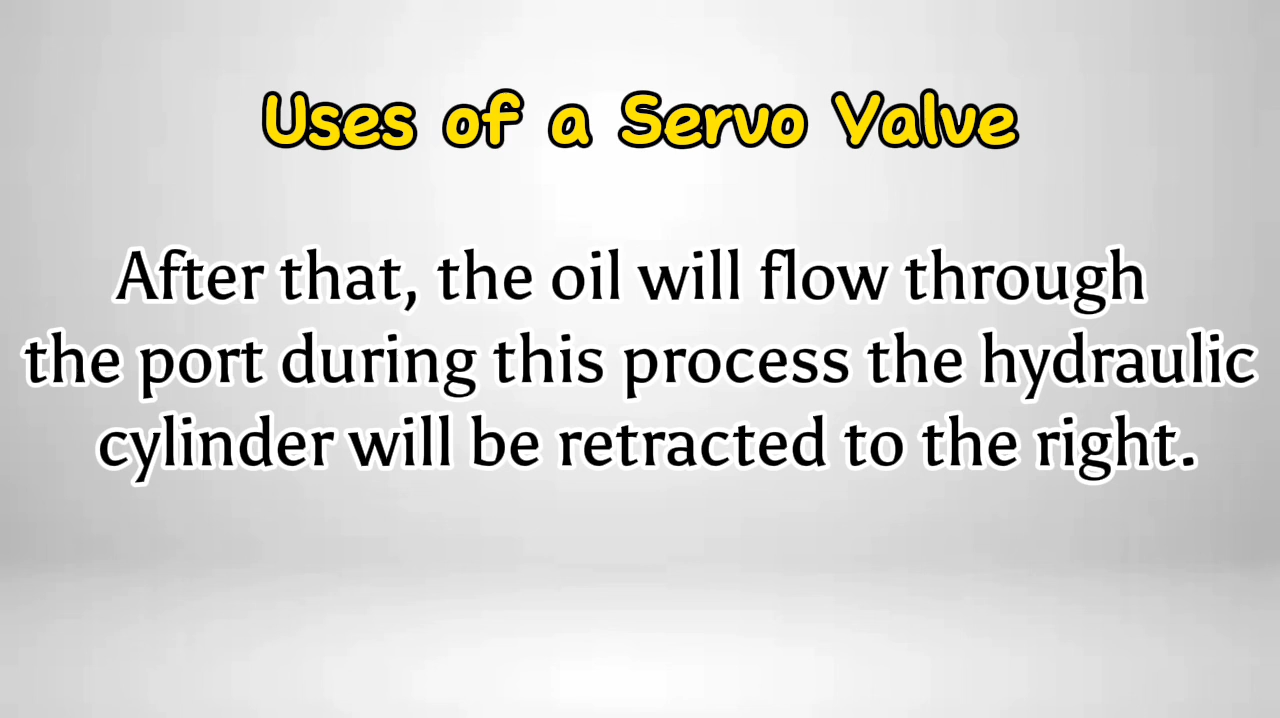 Uses of a Servo Valve
After that, the oil will flow through
the port during this process the hydraulic
cylinder will be retracted to the right.